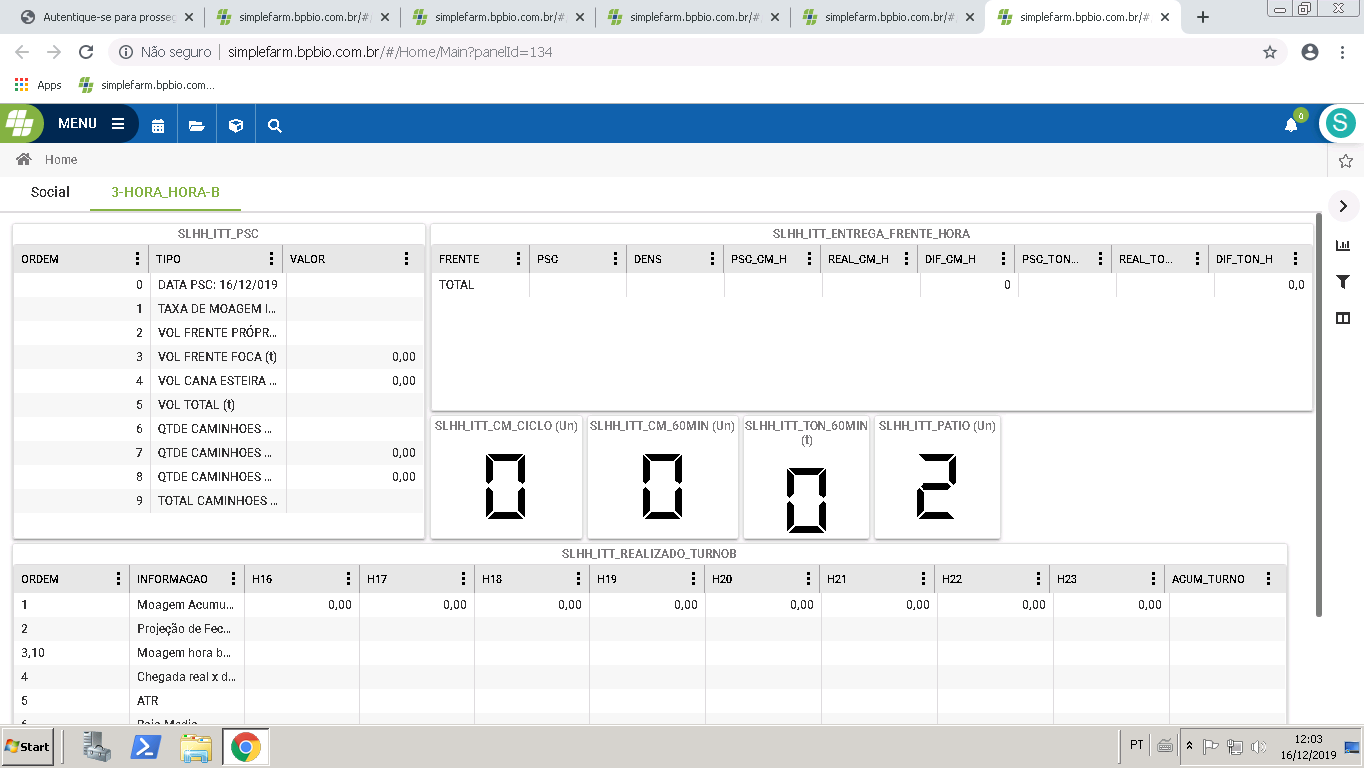 Autentique-se para prosseg
simplefarm.bpbio.com.br/#/
simplefarm.bpbio.com.br/#
simplefarm.bpbio.com.br/#/
simplefarm.bpbio.com.br/#
simplefarm.bpbio.com.br/#/
Não seguro | simplefarm.bpbio.com.br/#/Home/Main?panelId=134
Apps
simplefarm.bpbio.com....
MENU
0
S
Home
Social
3-HORA_HORA-B
SLHH_ITT_PSC
ORDEM TIPO VALOR
0 DATA PSC: 16/12/019
1 TAXA DE MOAGEM I...
2 VOL FRENTE PRÓPR...
3 VOL FRENTE FOCA (t) 0,00
4 VOL CANA ESTEIRA ... 0,00
5 VOL TOTAL (t)
6 QTDE CAMINHOES ...
7 QTDE CAMINHOES ... 0,00
8 QTDE CAMINHOES ... 0,00
9 TOTAL CAMINHOES ...
SLHH_ITT_ENTREGA_FRENTE_HORA
FRENTE PSC DENS PSC_CM_H REAL_CM_H DIF_CM_H PSC_TON... REAL_TO... DIF_TON_H
TOTAL 0 0,0
SLHH_ITT_CM_CICLO (Un)
0
SLHH_ITT_CM_60MIN (Un)
0
SLHH_ITT_TON_60MIN
(t)
0
SLHH_ITT_PATIO (Un)
2
SLHH_ITT_REALIZADO_TURNOB
ORDEM INFORMACAO H16 H17 H18 H19 H20 H21 H22 H23 ACUM_TURNO
1 Moagem Acumu... 0,00 0,00 0,00 0,00 0,00 0,00 0,00 0,00
2 Projeção de Fec...
3,10 Moagem hora b...
4 Chegada real x d...
5 ATR
Start
PT
12:03
16/12/2019